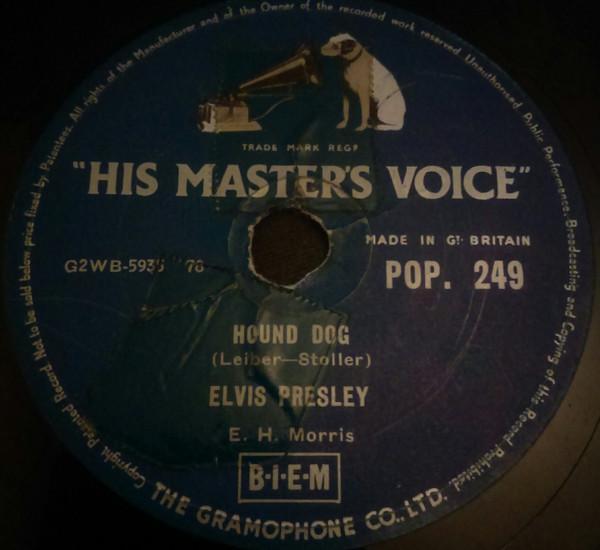 Copyright Patented Record Not to be sold below price fixed by Patentees. All rights of the Manufacturer and of the Owner of the recorded work reserved. Unauthorised Public Performance, Broadcasting and Copying of this Record Prohibited
TRADE MARK REGD
"HIS MASTER'S VOICE"
MADE IN GT. BRITAIN
G2WB-5935 78
POP. 249
HOUND DOG
(Leiber—Stoller)
ELVIS PRESLEY
E. H. Morris
B·I·E·M
THE GRAMOPHONE CO., LTD.